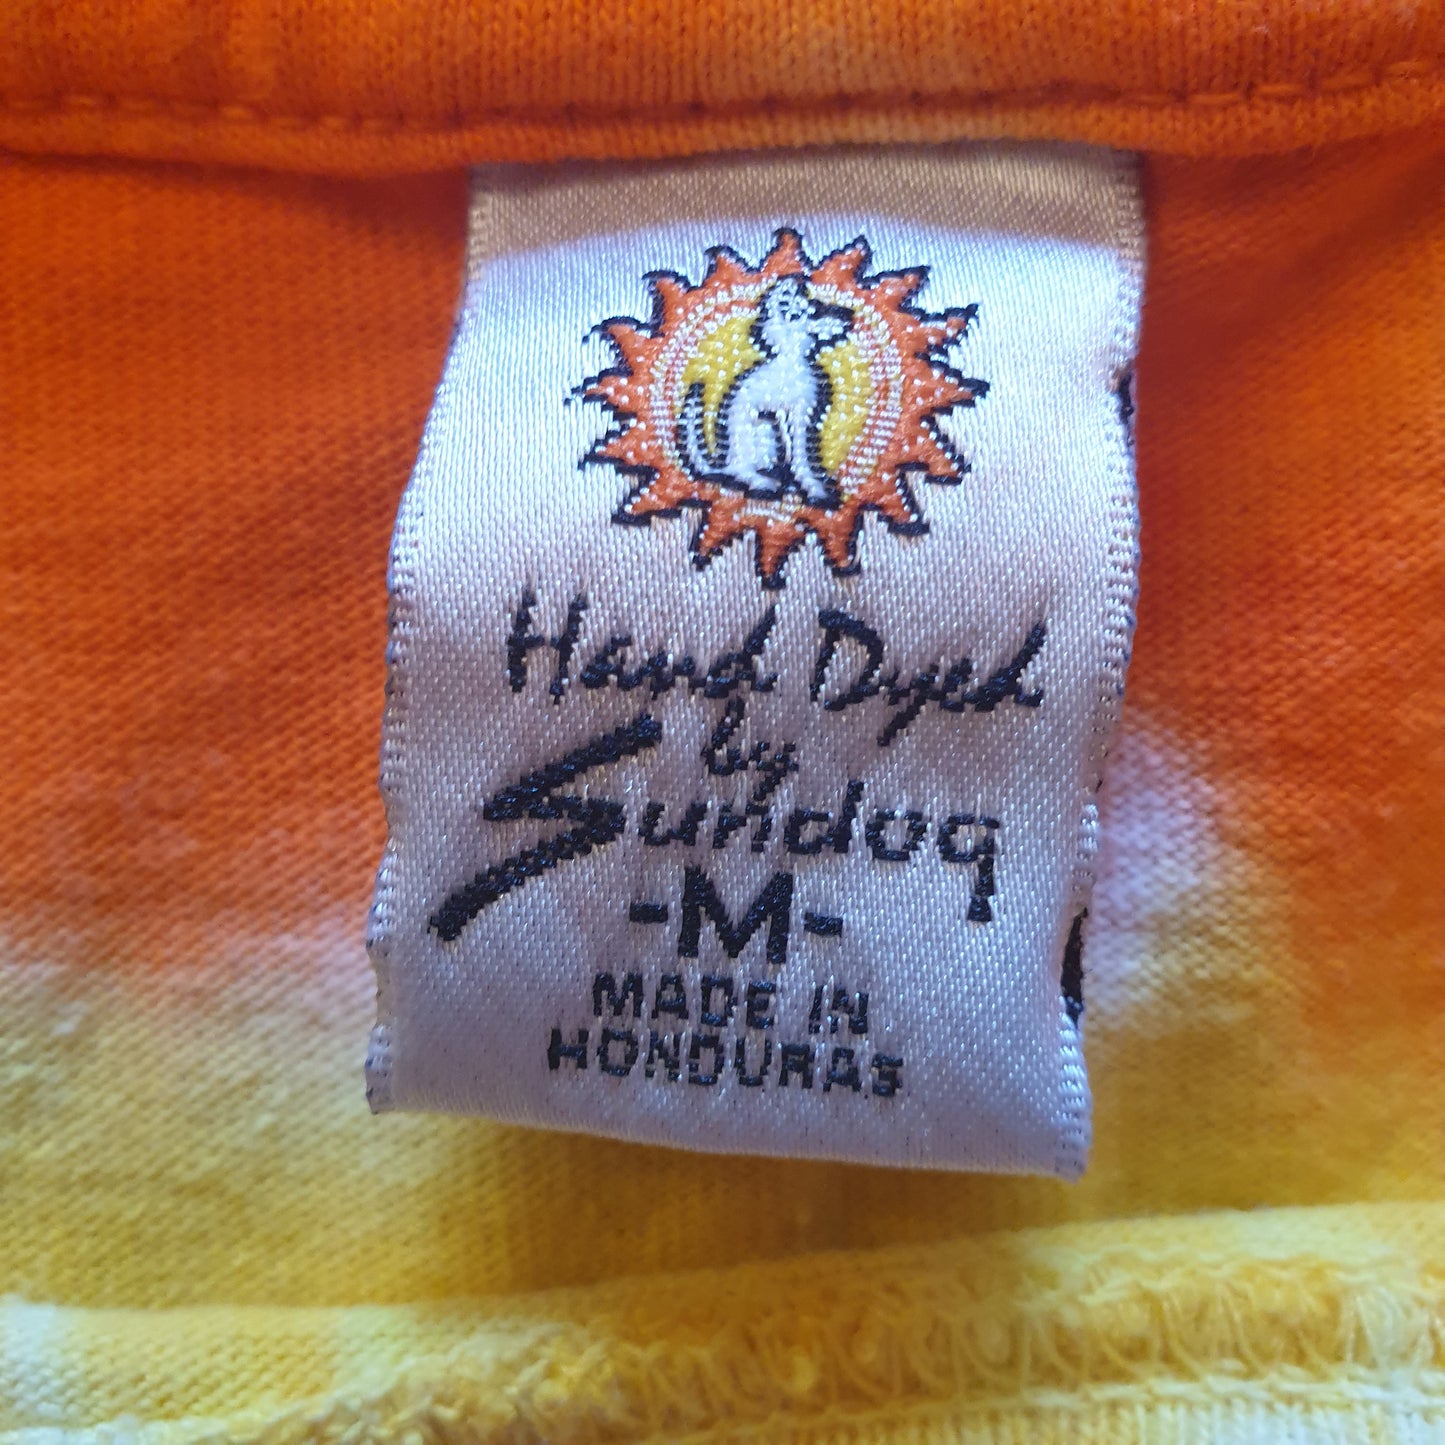 Hand Dyed
by
Sundog
-M-
MADE IN
HONDURAS